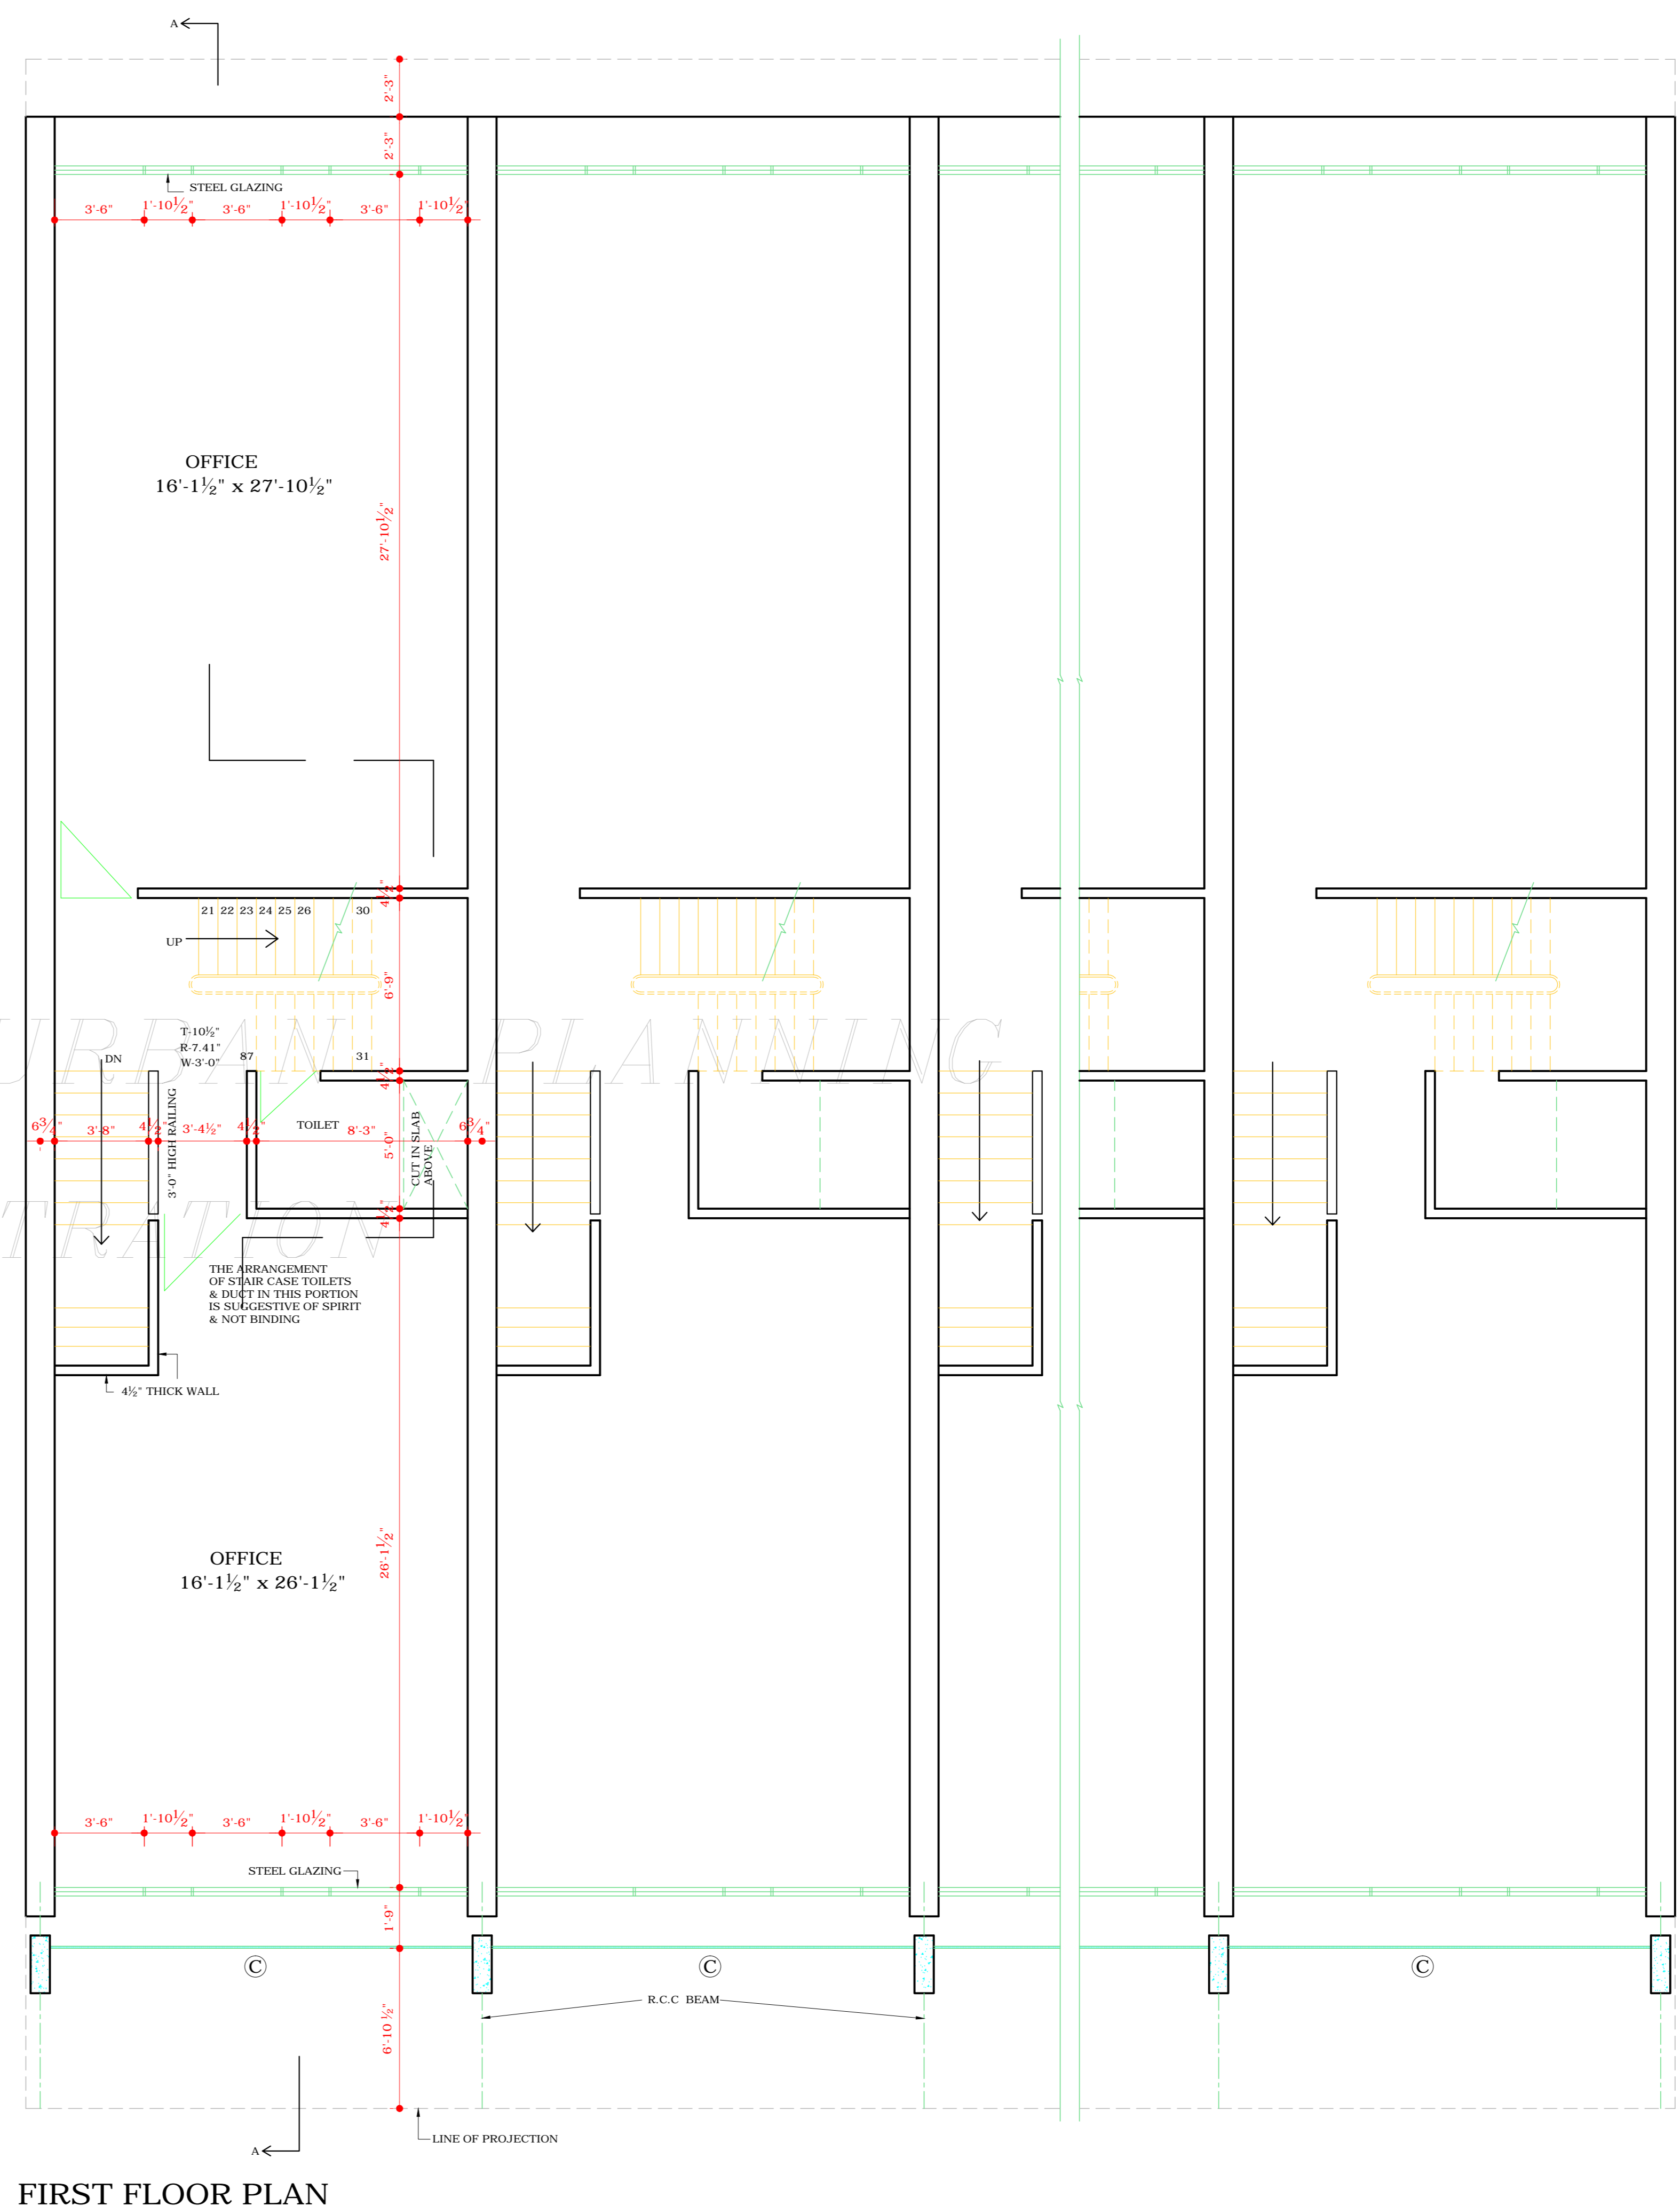 A
2'-3"
2'-3"
STEEL GLAZING
3'-6" 1'-10½" 3'-6" 1'-10½" 3'-6" 1'-10½"
OFFICE
16'-1½" x 27'-10½"
27'-10½"
4½"
21 22 23 24 25 26 30
UP
6'-9"
URBAN PLANNING
T-10½"
R-7.41"
W-3'-0"
87 31
DN
4½"
3'-0" HIGH RAILING
TOILET
CUT IN SLAB
ABOVE
6¾" 3'-8" 4½" 3'-4½" 4½" 8'-3" 6¾"
5'-0"
4½"
TRATION
THE ARRANGEMENT
OF STAIR CASE TOILETS
& DUCT IN THIS PORTION
IS SUGGESTIVE OF SPIRIT
& NOT BINDING
4½" THICK WALL
OFFICE
16'-1½" x 26'-1½"
26'-1½"
3'-6" 1'-10½" 3'-6" 1'-10½" 3'-6" 1'-10½"
STEEL GLAZING
1'-9"
C C C
R.C.C BEAM
6'-10 ½"
LINE OF PROJECTION
A
FIRST FLOOR PLAN